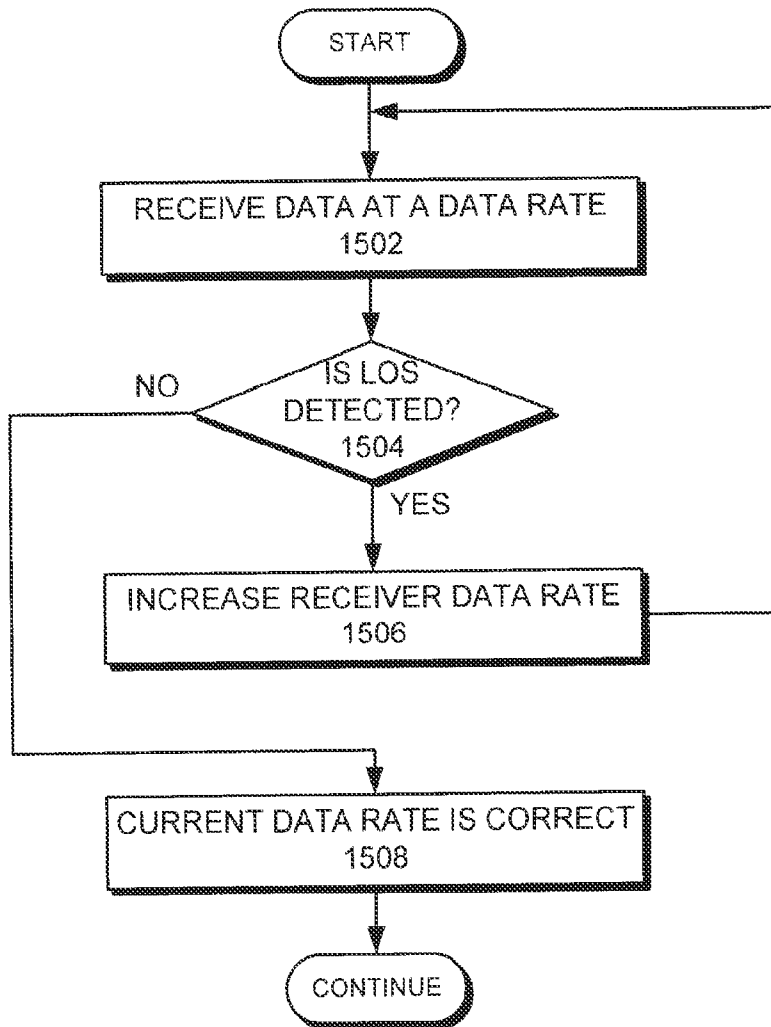 START
RECEIVE DATA AT A DATA RATE
1502
IS LOS
DETECTED?
1504
NO
YES
INCREASE RECEIVER DATA RATE
1506
CURRENT DATA RATE IS CORRECT
1508
CONTINUE